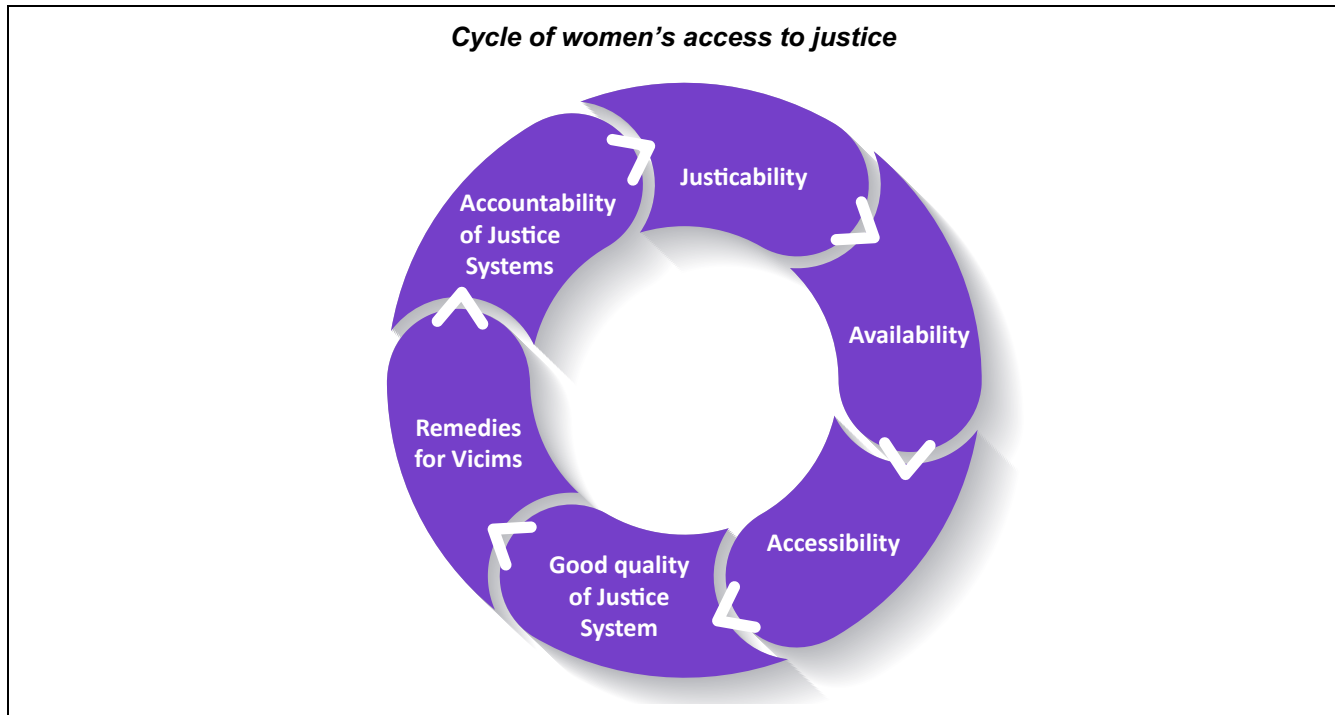 Cycle of women’s access to justice
Justicability
Availability
Accessibility
Good quality
of Justice
System
Remedies
for Vicims
Accountability
of Justice
Systems